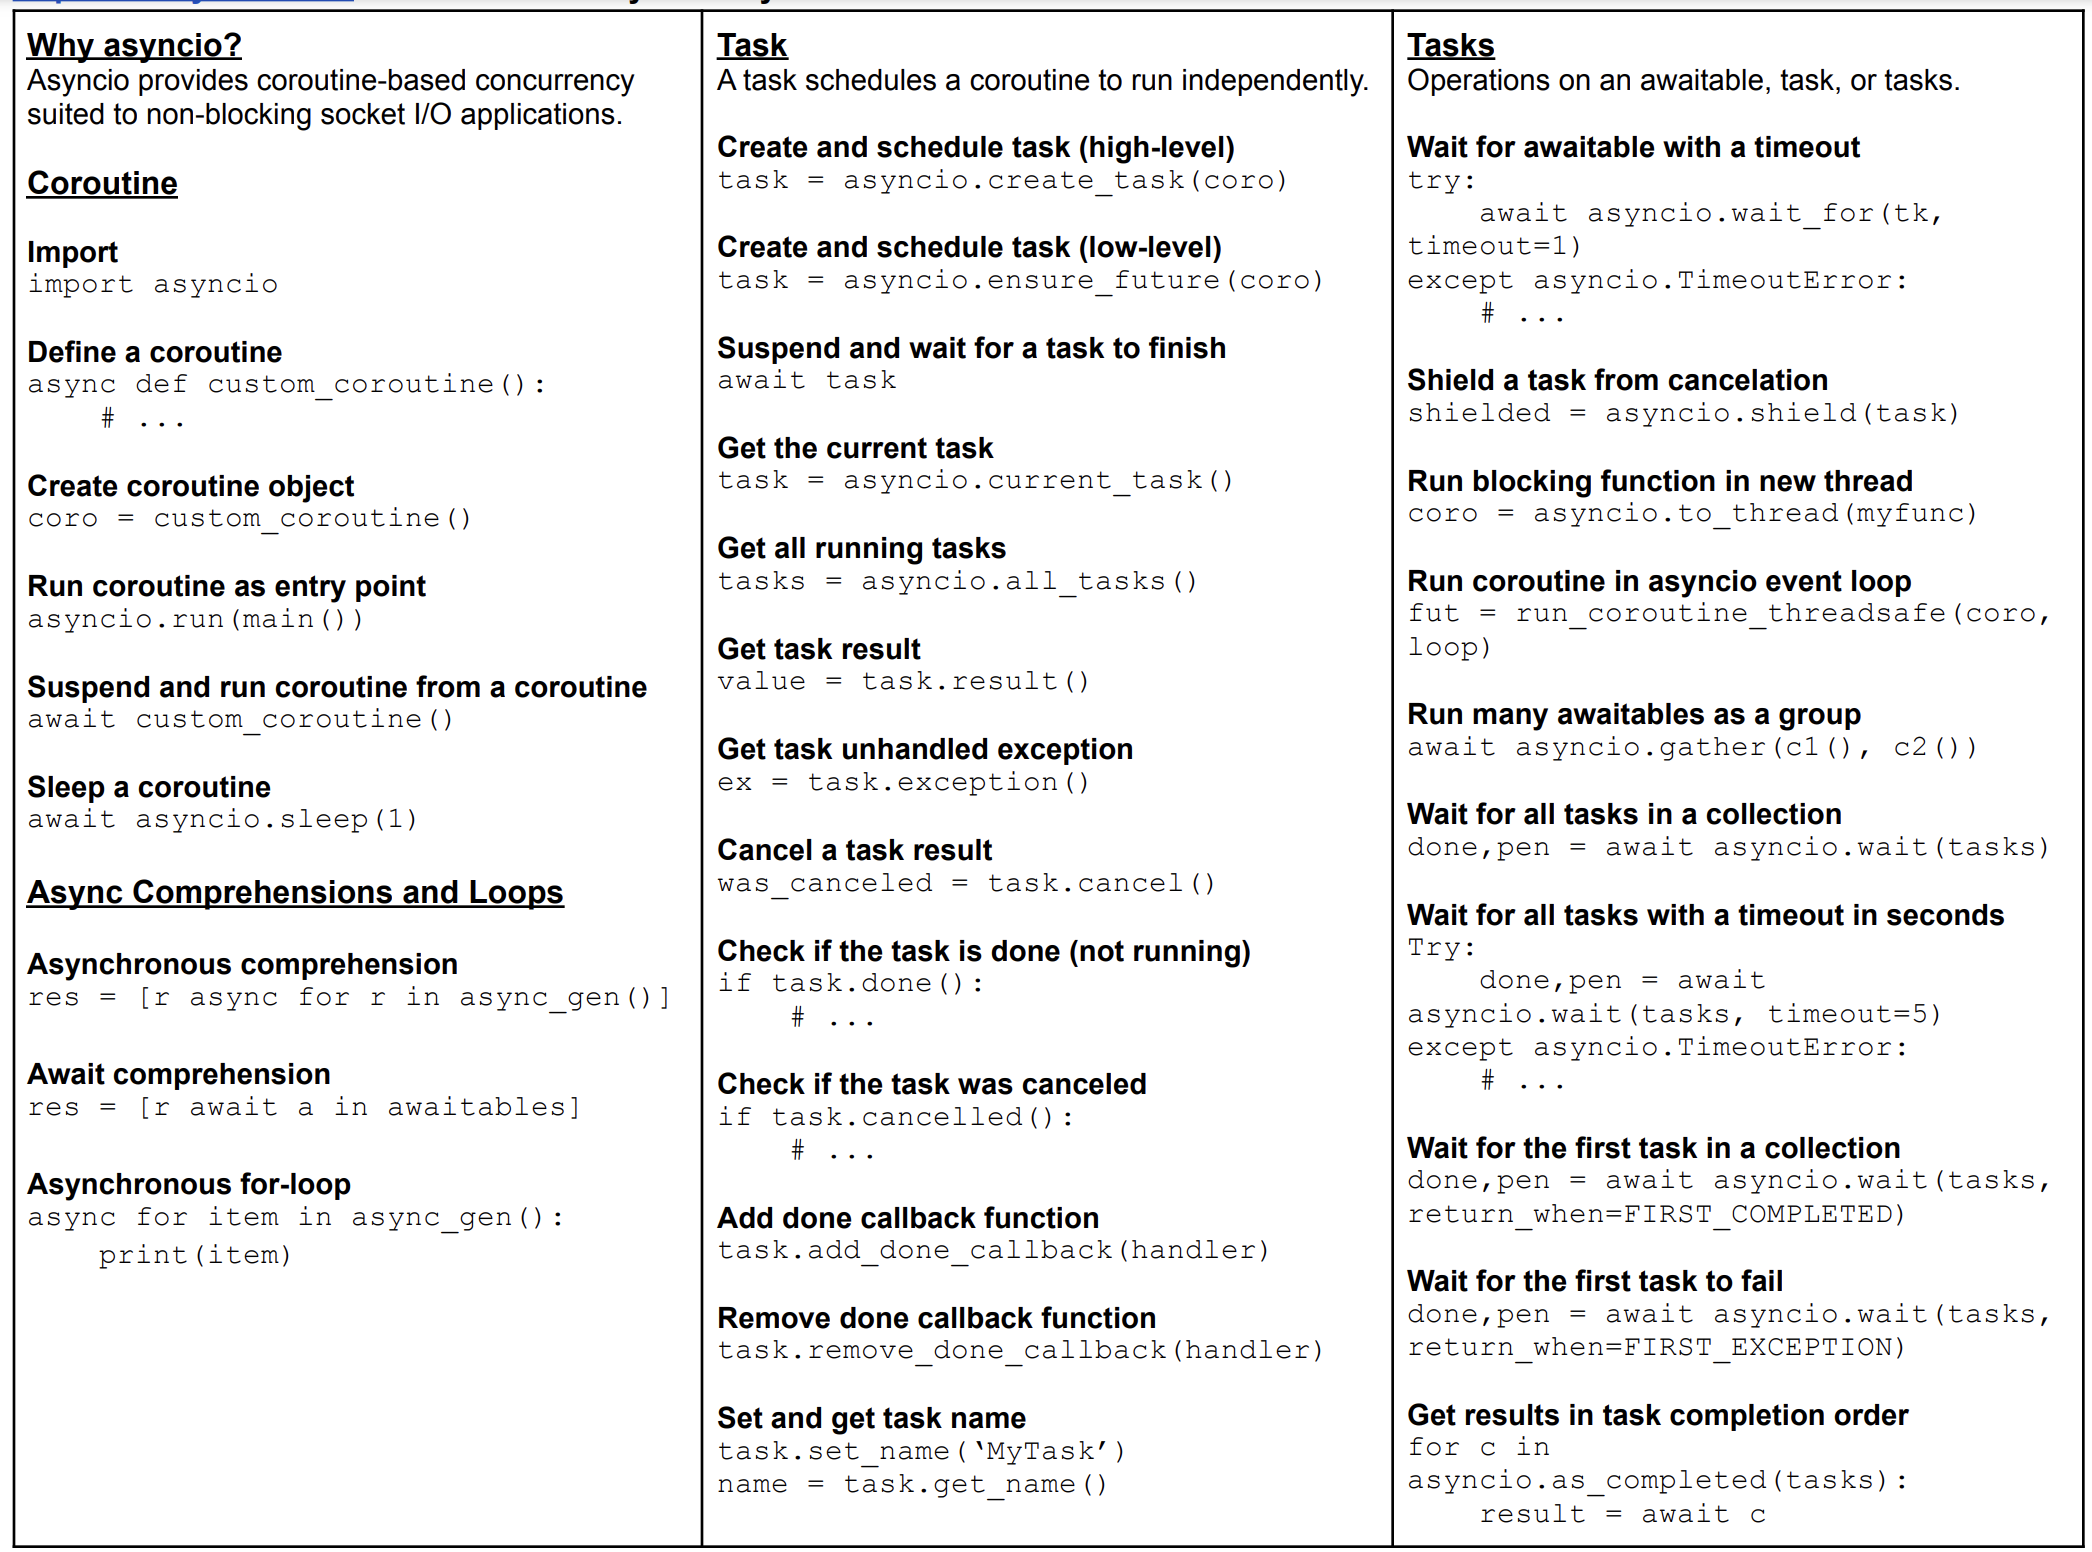 Why asyncio?
Asyncio provides coroutine-based concurrency
suited to non-blocking socket I/O applications.
Coroutine
Import
import asyncio
Define a coroutine
async def custom_coroutine():
    # ...
Create coroutine object
coro = custom_coroutine()
Run coroutine as entry point
asyncio.run(main())
Suspend and run coroutine from a coroutine
await custom_coroutine()
Sleep a coroutine
await asyncio.sleep(1)
Async Comprehensions and Loops
Asynchronous comprehension
res = [r async for r in async_gen()]
Await comprehension
res = [r await a in awaitables]
Asynchronous for-loop
async for item in async_gen():
    print(item)
Task
A task schedules a coroutine to run independently.
Create and schedule task (high-level)
task = asyncio.create_task(coro)
Create and schedule task (low-level)
task = asyncio.ensure_future(coro)
Suspend and wait for a task to finish
await task
Get the current task
task = asyncio.current_task()
Get all running tasks
tasks = asyncio.all_tasks()
Get task result
value = task.result()
Get task unhandled exception
ex = task.exception()
Cancel a task result
was_canceled = task.cancel()
Check if the task is done (not running)
if task.done():
    # ...
Check if the task was canceled
if task.cancelled():
    # ...
Add done callback function
task.add_done_callback(handler)
Remove done callback function
task.remove_done_callback(handler)
Set and get task name
task.set_name(‘MyTask’)
name = task.get_name()
Tasks
Operations on an awaitable, task, or tasks.
Wait for awaitable with a timeout
try:
    await asyncio.wait_for(tk,
timeout=1)
except asyncio.TimeoutError:
    # ...
Shield a task from cancelation
shielded = asyncio.shield(task)
Run blocking function in new thread
coro = asyncio.to_thread(myfunc)
Run coroutine in asyncio event loop
fut = run_coroutine_threadsafe(coro,
loop)
Run many awaitables as a group
await asyncio.gather(c1(), c2())
Wait for all tasks in a collection
done,pen = await asyncio.wait(tasks)
Wait for all tasks with a timeout in seconds
Try:
    done,pen = await
asyncio.wait(tasks, timeout=5)
except asyncio.TimeoutError:
    # ...
Wait for the first task in a collection
done,pen = await asyncio.wait(tasks,
return_when=FIRST_COMPLETED)
Wait for the first task to fail
done,pen = await asyncio.wait(tasks,
return_when=FIRST_EXCEPTION)
Get results in task completion order
for c in
asyncio.as_completed(tasks):
    result = await c